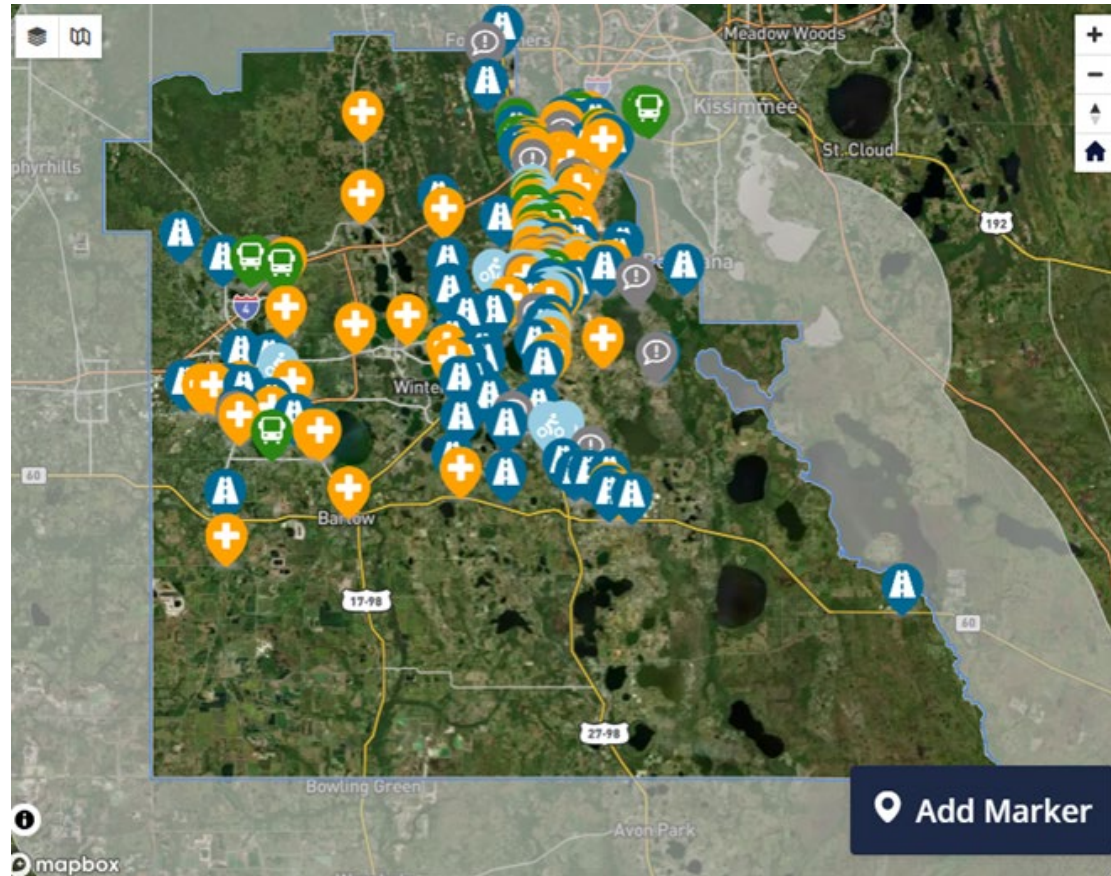 Meadow Woods
Kissimmee
St. Cloud
phyrhills
192
4
Winte
60
Bartow
17-98
60
27-98
Bowling Green
Add Marker
Avon Park
mapbox